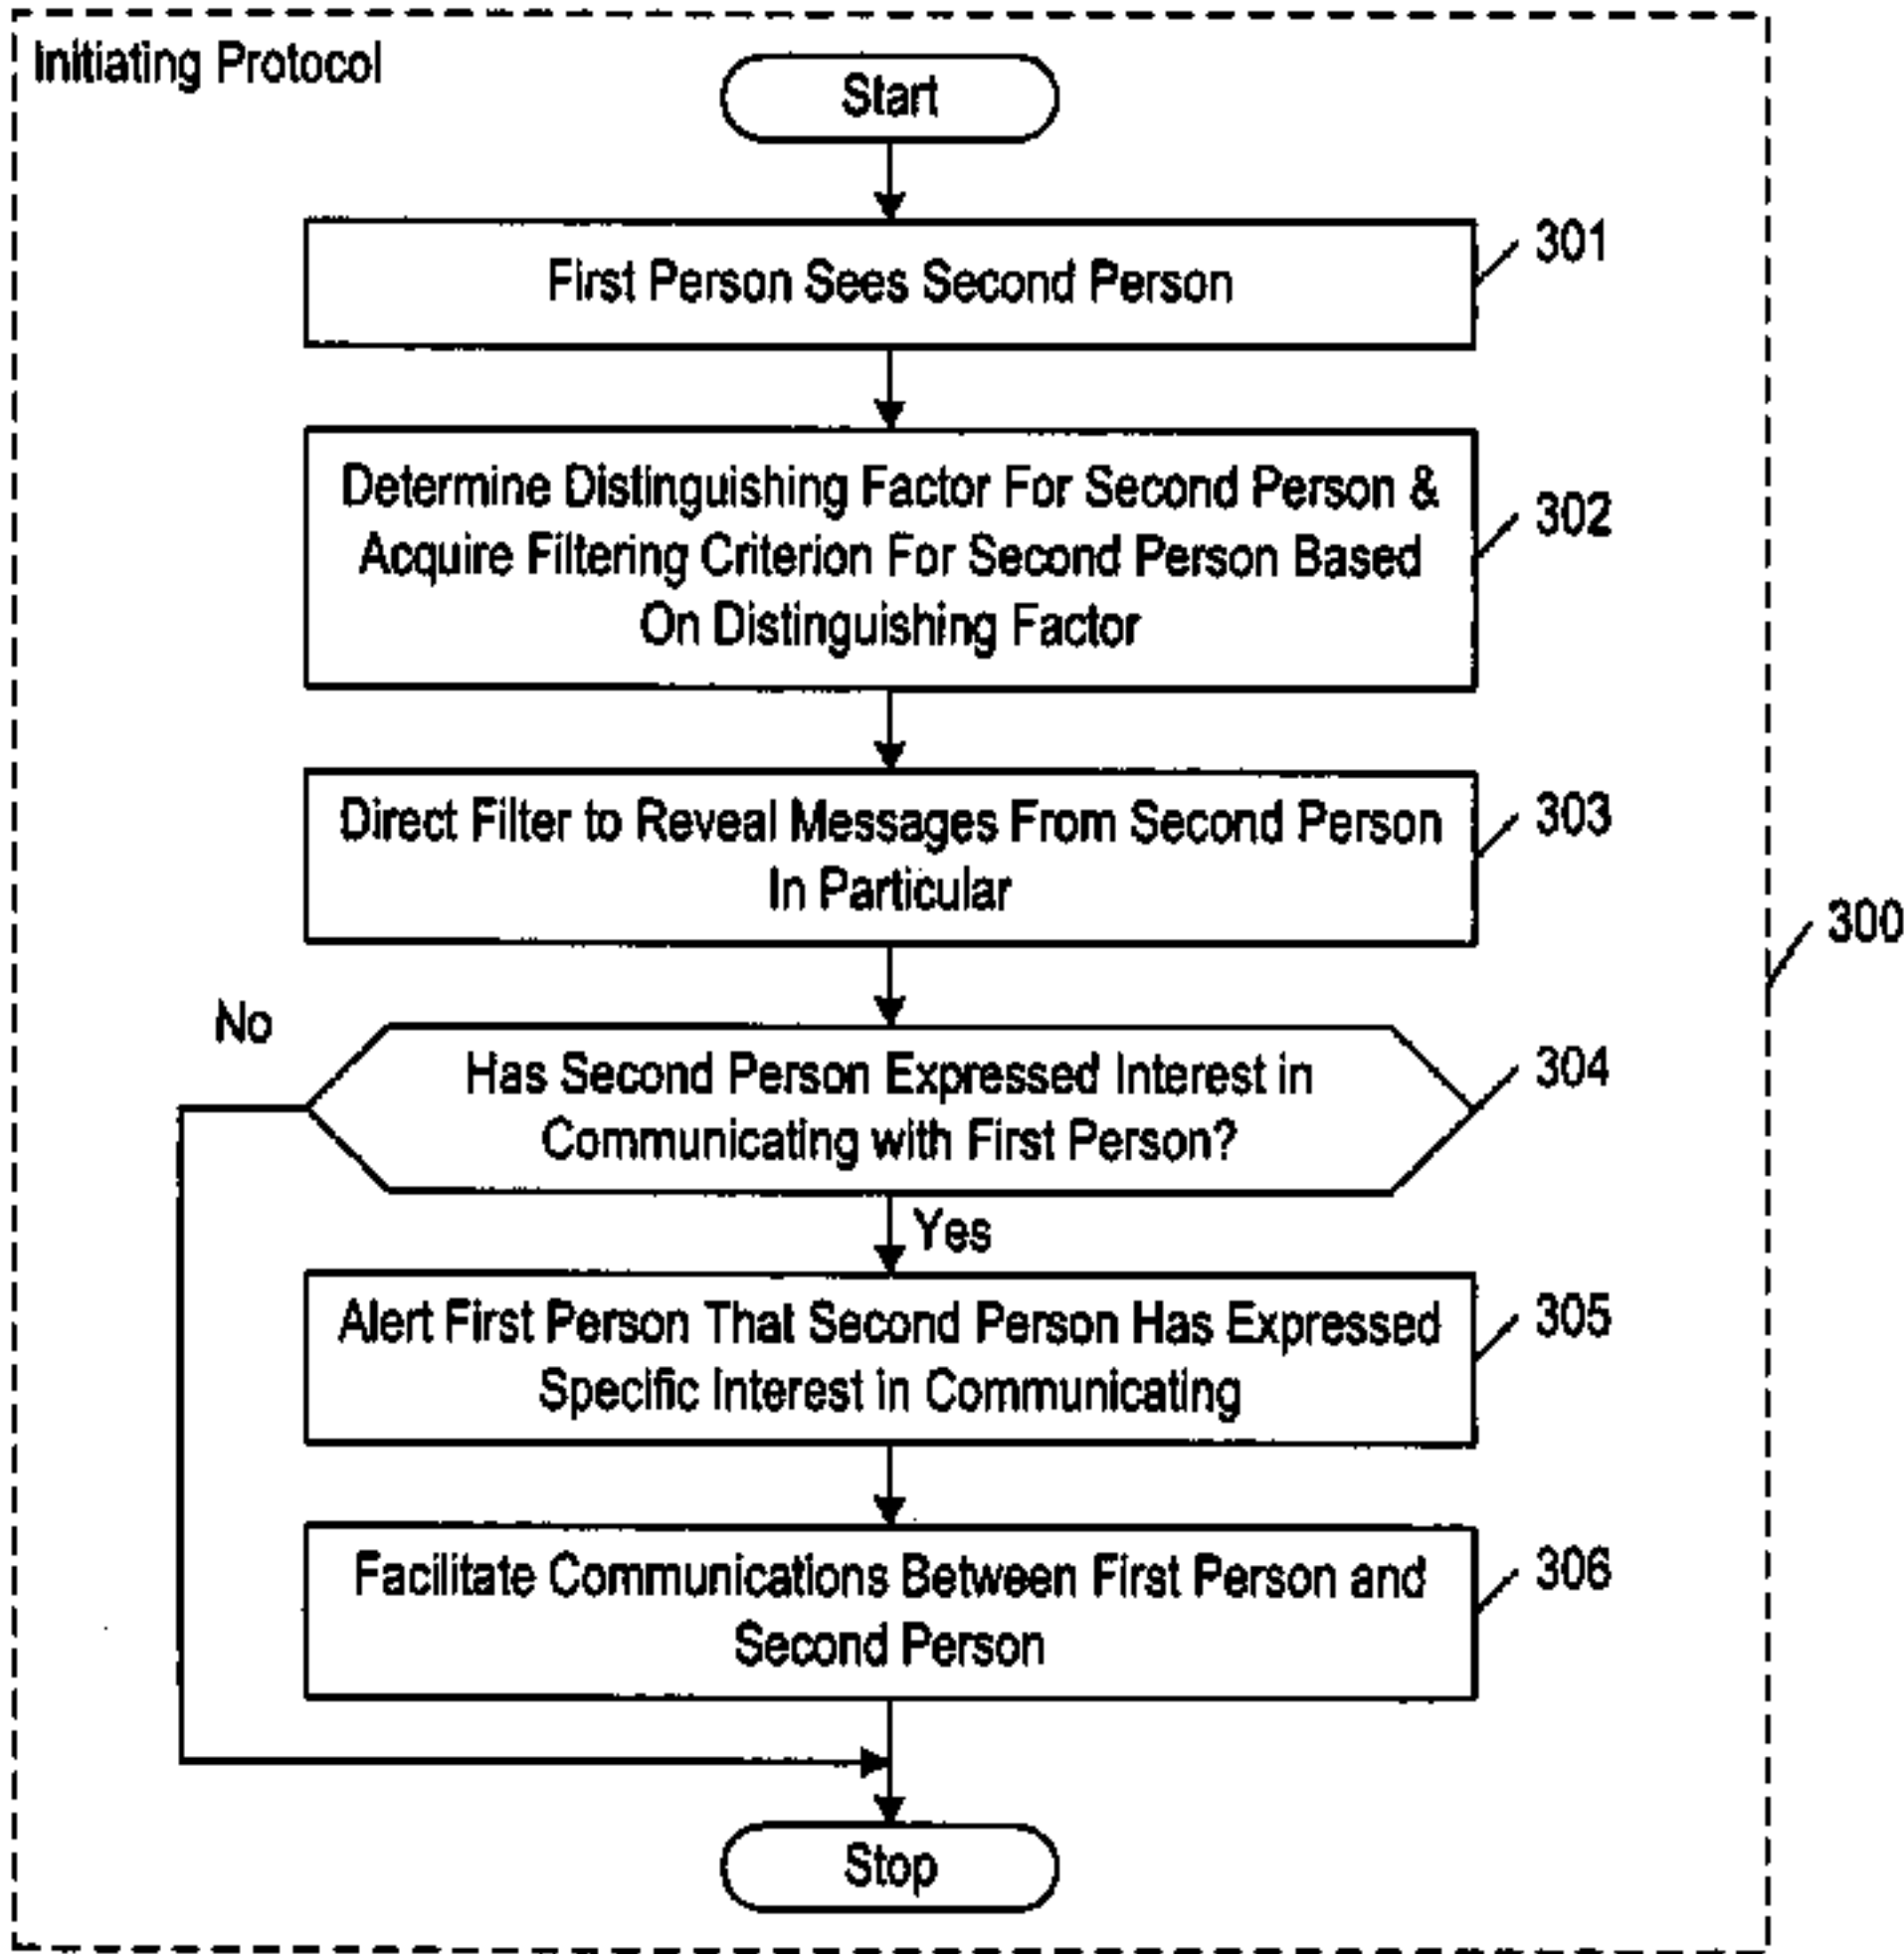 Initiating Protocol
Start
First Person Sees Second Person
301
Determine Distinguishing Factor For Second Person &
Acquire Filtering Criterion For Second Person Based
On Distinguishing Factor
302
Direct Filter to Reveal Messages From Second Person
In Particular
303
300
No
Has Second Person Expressed Interest in
Communicating with First Person?
304
Yes
Alert First Person That Second Person Has Expressed
Specific Interest in Communicating
305
Facilitate Communications Between First Person and
Second Person
306
Stop